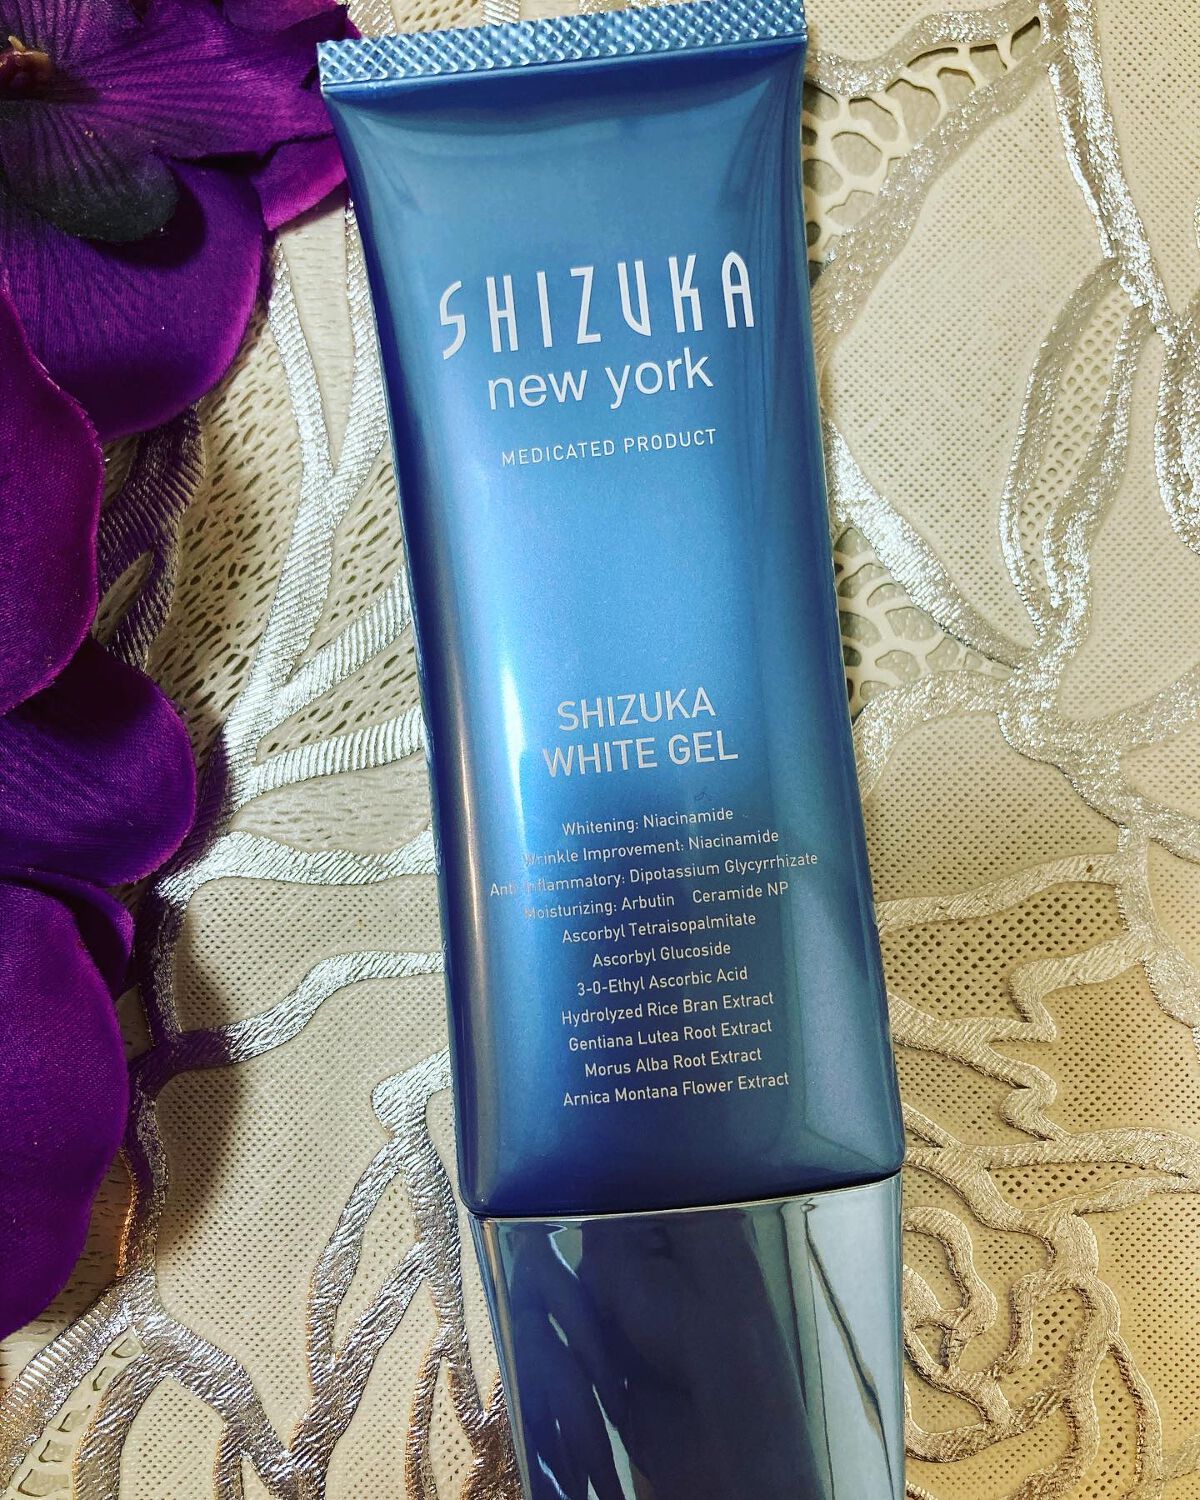 SHIZUKA
new york
MEDICATED PRODUCT
SHIZUKA
WHITE GEL
Whitening: Niacinamide
Wrinkle Improvement: Niacinamide
Anti-Inflammatory: Dipotassium Glycyrrhizate
Moisturizing: Arbutin Ceramide NP
Ascorbyl Tetraisopalmitate
Ascorbyl Glucoside
3-O-Ethyl Ascorbic Acid
Hydrolyzed Rice Bran Extract
Gentiana Lutea Root Extract
Morus Alba Root Extract
Arnica Montana Flower Extract